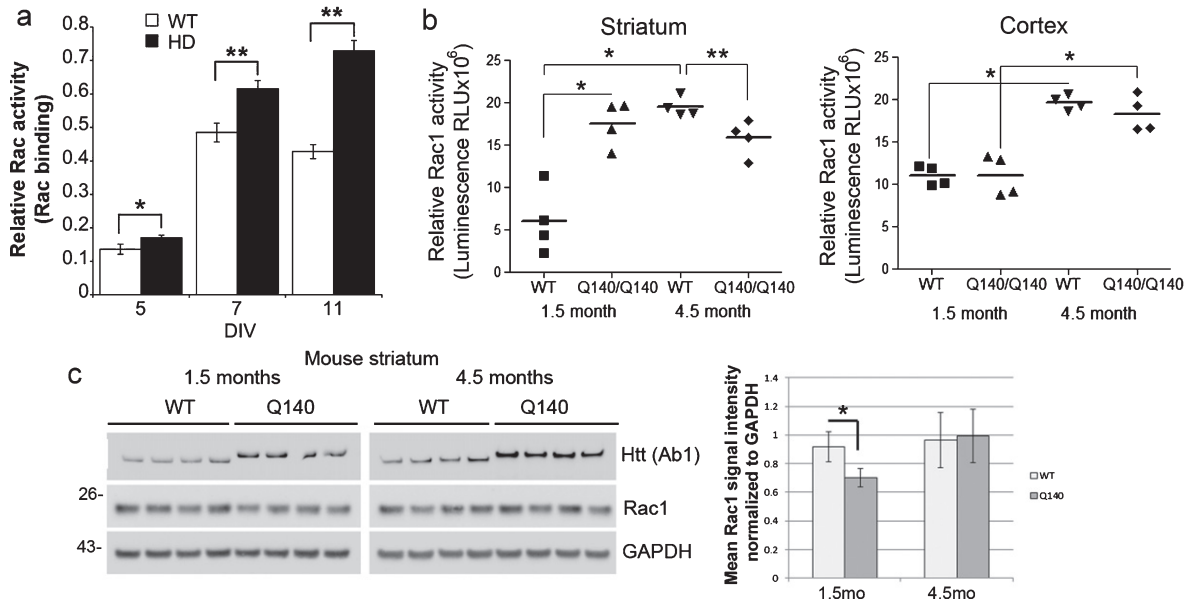 a
WT
HD
Relative Rac activity
(Rac binding)
0.8
0.7
0.6
0.5
0.4
0.3
0.2
0.1
0
*
**
**
5 7 11
DIV
b
Striatum
Relative Rac1 activity
(Luminescence RLUx10⁶)
25
20
15
10
5
0
*
*
**
WT Q140/Q140 WT Q140/Q140
1.5 month 4.5 month
Cortex
Relative Rac1 activity
(Luminescence RLUx10⁶)
25
20
15
10
5
0
*
*
WT Q140/Q140 WT Q140/Q140
1.5 month 4.5 month
c
Mouse striatum
1.5 months 4.5 months
WT Q140 WT Q140
Htt (Ab1)
26-
Rac1
43-
GAPDH
Mean Rac1 signal intensity
normalized to GAPDH
1.4
1.2
1
0.8
0.6
0.4
0.2
0
*
WT
Q140
1.5mo 4.5mo